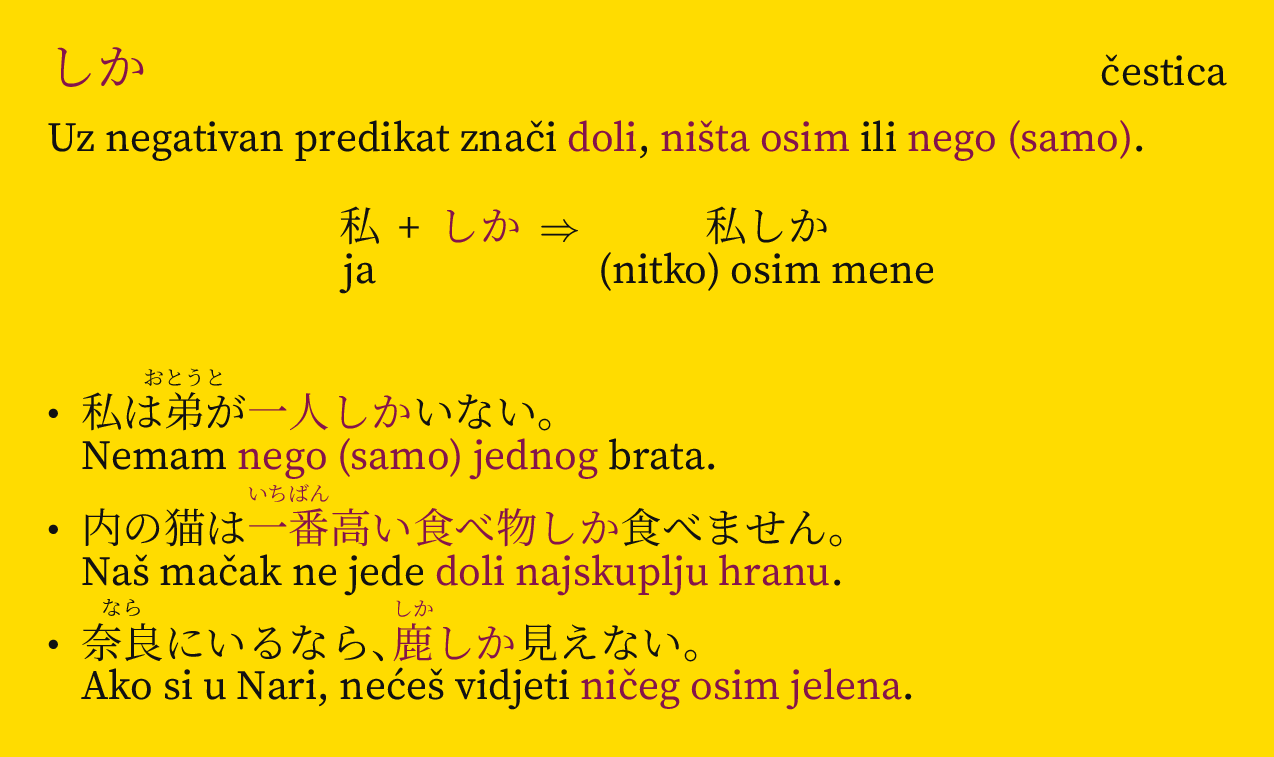 しか čestica
Uz negativan predikat znači doli, ništa osim ili nego (samo).
私 + しか ⇒ 私しか
ja (nitko) osim mene
おとうと
• 私は弟が一人しかいない。
Nemam nego (samo) jednog brata.
いちばん
• 内の猫は一番高い食べ物しか食べません。
Naš mačak ne jede doli najskuplju hranu.
なら しか
• 奈良にいるなら、鹿しか見えない。
Ako si u Nari, nećeš vidjeti ničeg osim jelena.